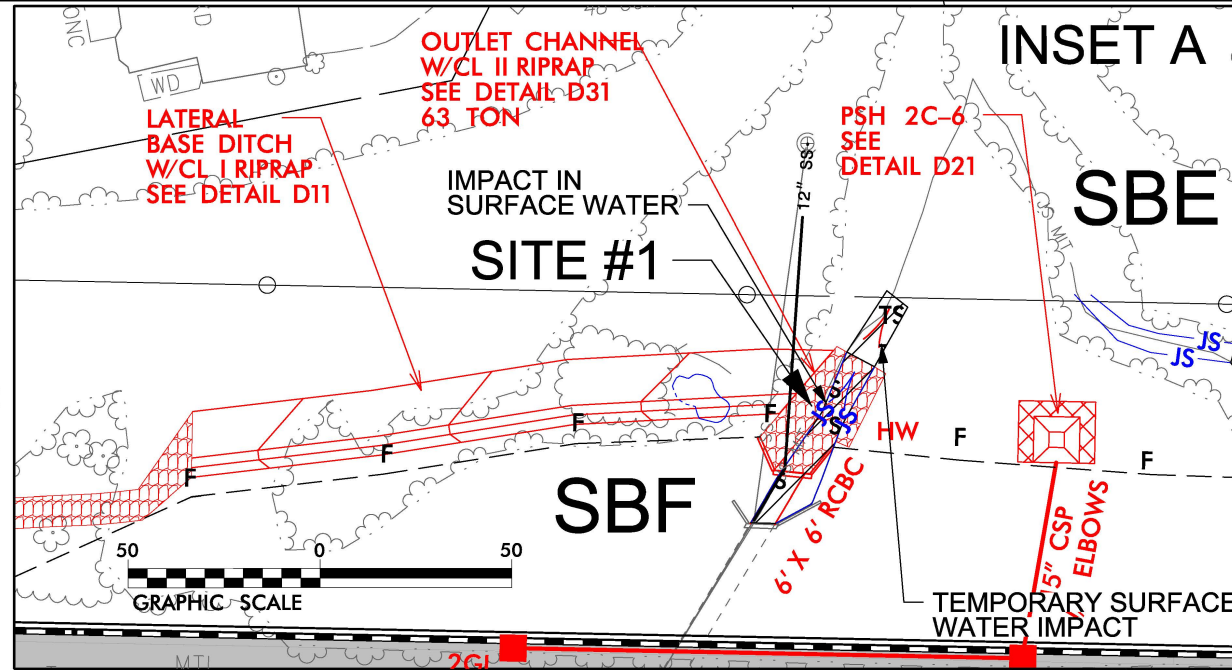 INSET A
OUTLET CHANNEL
W/CL II RIPRAP
SEE DETAIL D31
63 TON
WD
LATERAL
BASE DITCH
W/CL I RIPRAP
SEE DETAIL D11
PSH 2C-6
SEE
DETAIL D21
IMPACT IN
SURFACE WATER
12" SS
SBE
SITE #1
TS
JS
JS
S
JS
JS
S
F
F
F
F
HW
F
F
SBF
6' X 6' RCBC
15" CSP
ELBOWS
50 0 50
GRAPHIC SCALE
TEMPORARY SURFACE
WATER IMPACT
2GI
MTL